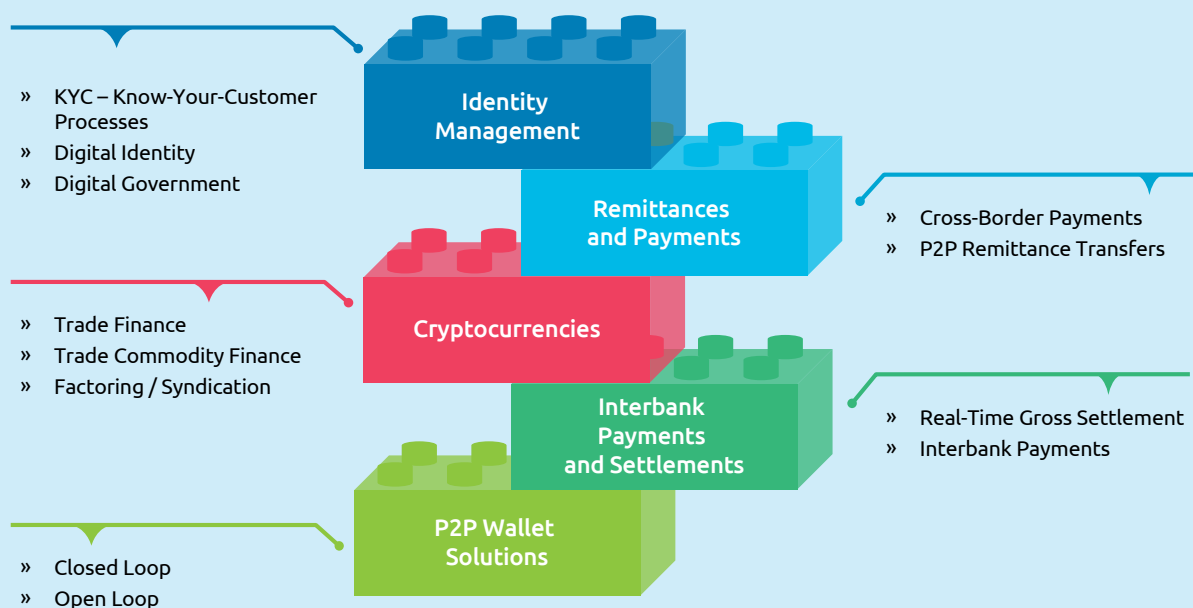 » KYC – Know-Your-Customer
Processes
» Digital Identity
» Digital Government
Identity
Management
Remittances
and Payments
» Cross-Border Payments
» P2P Remittance Transfers
Cryptocurrencies
» Trade Finance
» Trade Commodity Finance
» Factoring / Syndication
Interbank
Payments
and Settlements
» Real-Time Gross Settlement
» Interbank Payments
P2P Wallet
Solutions
» Closed Loop
» Open Loop